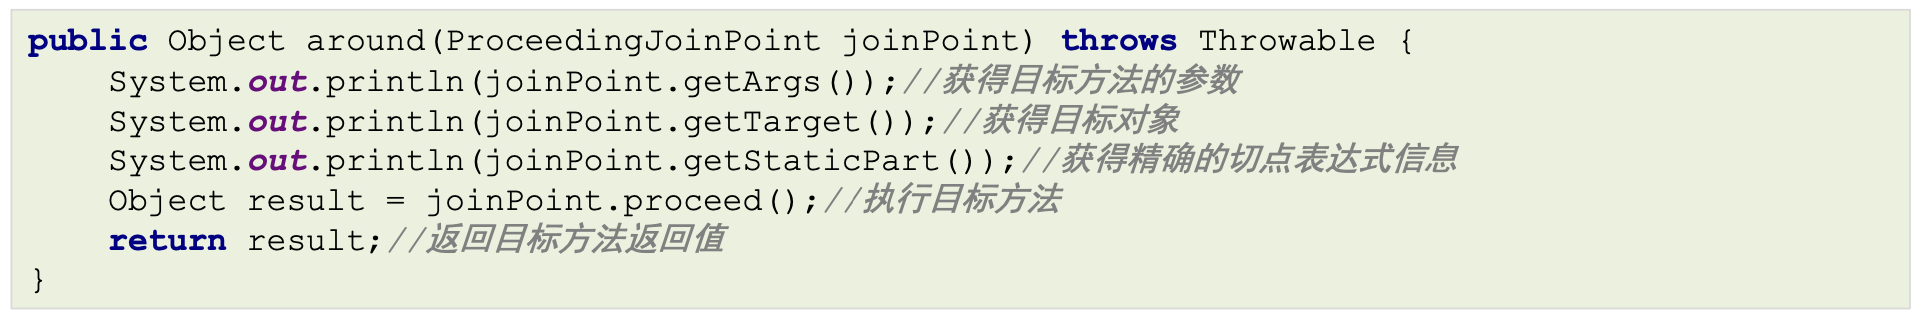 public Object around(ProceedingJoinPoint joinPoint) throws Throwable {
    System.out.println(joinPoint.getArgs());//获得目标方法的参数
    System.out.println(joinPoint.getTarget());//获得目标对象
    System.out.println(joinPoint.getStaticPart());//获得精确的切点表达式信息
    Object result = joinPoint.proceed();//执行目标方法
    return result;//返回目标方法返回值
}